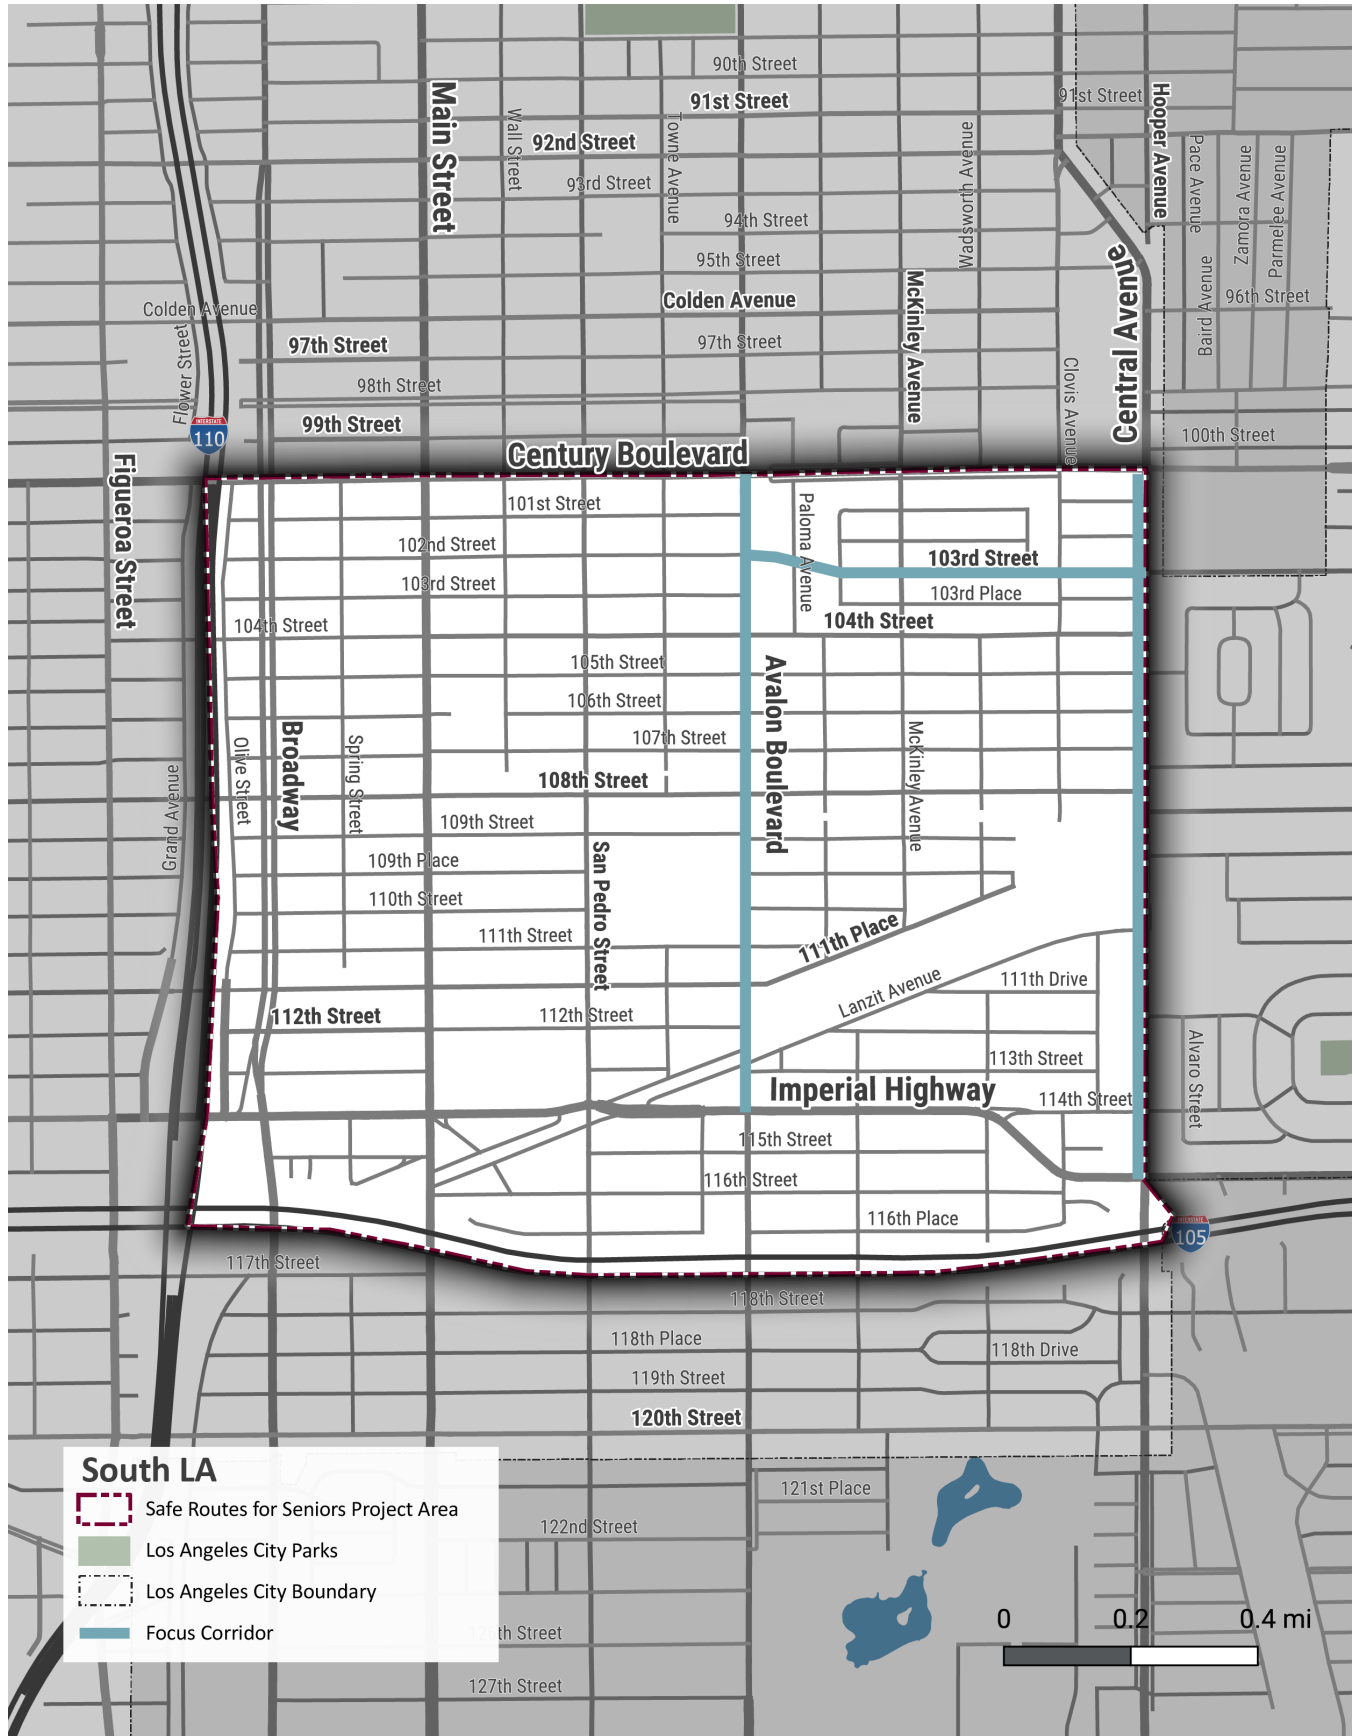 90th Street
91st Street
91st Street
Main Street
Wall Street
92nd Street
Towne Avenue
Wadsworth Avenue
Hooper Avenue
Pace Avenue
Zamora Avenue
Parmelee Avenue
93rd Street
94th Street
95th Street
Central Avenue
Baird Avenue
96th Street
Colden Avenue
Colden Avenue
McKinley Avenue
Flower Street
97th Street
97th Street
98th Street
Clovis Avenue
99th Street
INTERSTATE
110
100th Street
Century Boulevard
Figueroa Street
101st Street
Paloma Avenue
102nd Street
103rd Street
103rd Street
103rd Place
104th Street
104th Street
105th Street
Avalon Boulevard
106th Street
107th Street
Broadway
Spring Street
Olive Street
McKinley Avenue
Grand Avenue
108th Street
109th Street
San Pedro Street
109th Place
110th Street
111th Street
111th Place
Lanzit Avenue
111th Drive
112th Street
112th Street
113th Street
Alvaro Street
Imperial Highway
114th Street
115th Street
116th Street
116th Place
INTERSTATE
105
117th Street
118th Street
118th Place
118th Drive
119th Street
120th Street
121st Place
122nd Street
126th Street
127th Street
South LA
Safe Routes for Seniors Project Area
Los Angeles City Parks
Los Angeles City Boundary
Focus Corridor
0 0.2 0.4 mi